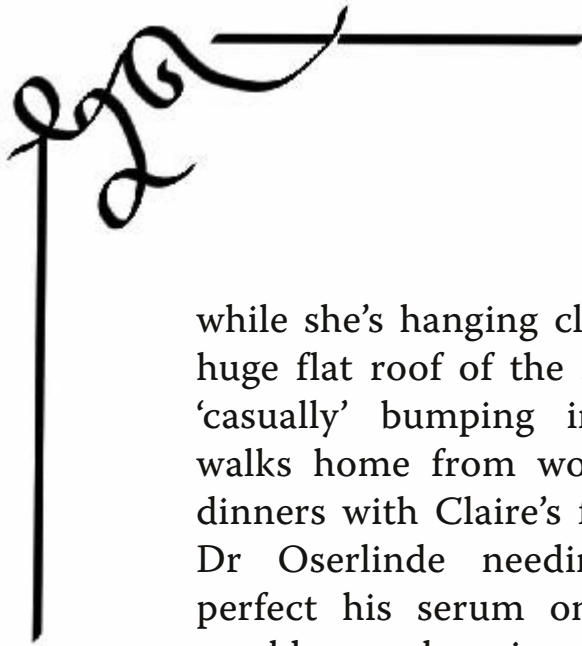 while she’s hanging cl
huge flat roof of the
‘casually’ bumping in
walks home from wo
dinners with Claire’s f
Dr Oserlinde needin
perfect his serum on